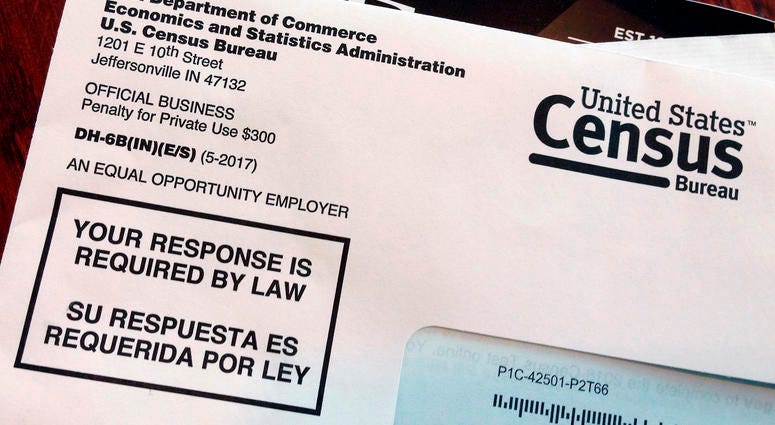 Department of Commerce
Economics and Statistics Administration
U.S. Census Bureau
1201 E 10th Street
Jeffersonville IN 47132
OFFICIAL BUSINESS
Penalty for Private Use $300
DH-6B(IN)(E/S) (5-2017)
AN EQUAL OPPORTUNITY EMPLOYER
YOUR RESPONSE IS
REQUIRED BY LAW
SU RESPUESTA ES
REQUERIDA POR LEY
EST
United States™
Census
Bureau
P1C-42501-P2T66